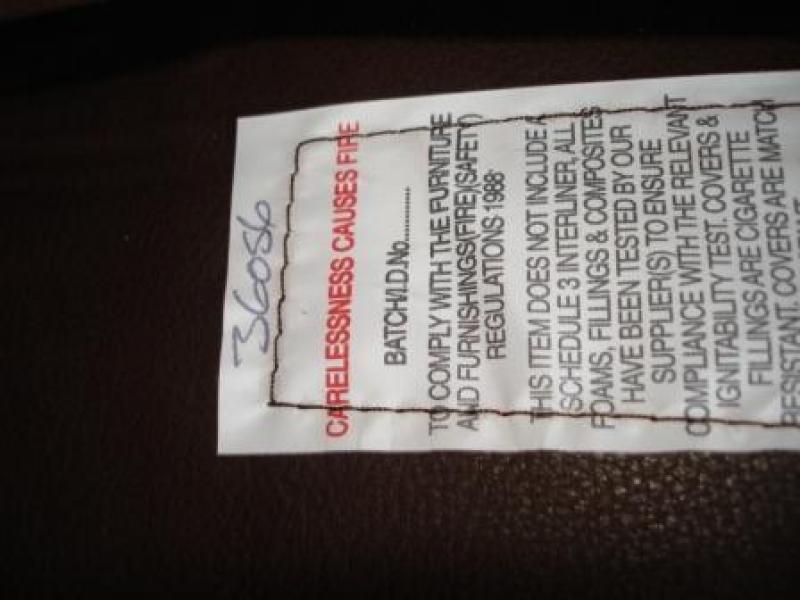 36056
CARELESSNESS CAUSES FIRE
BATCH/I.D.No..............
TO COMPLY WITH THE FURNITURE
AND FURNISHINGS(FIRE)(SAFETY)
REGULATIONS 1988
THIS ITEM DOES NOT INCLUDE A
SCHEDULE 3 INTERLINER, ALL
FOAMS, FILLINGS & COMPOSITES
HAVE BEEN TESTED BY OUR
SUPPLIER(S) TO ENSURE
COMPLIANCE WITH THE RELEVANT
IGNITABILITY TEST. COVERS &
FILLINGS ARE CIGARETTE
RESISTANT. COVERS ARE MATCH